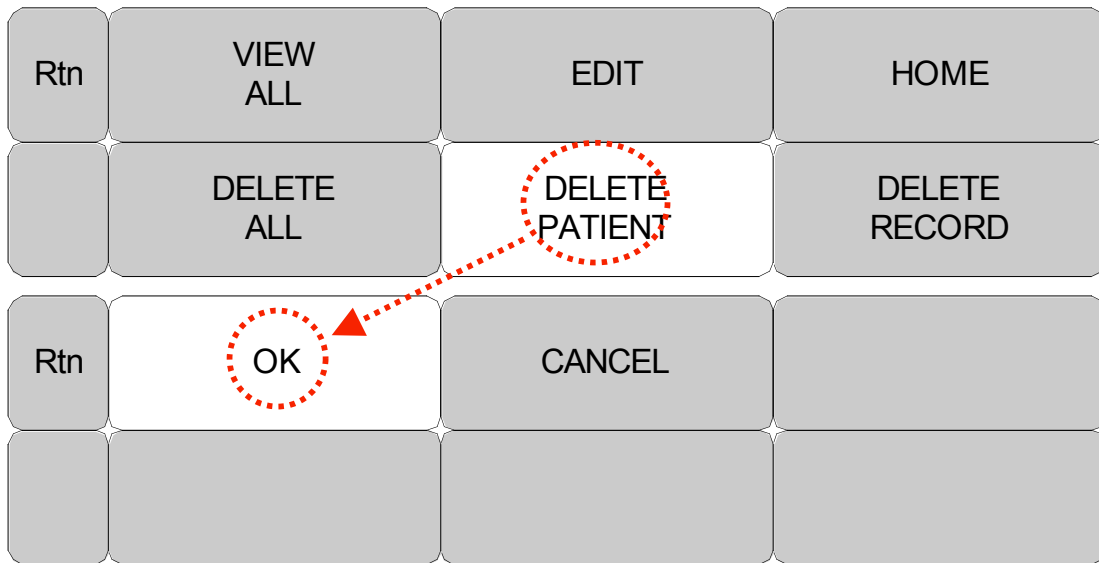 Rtn
VIEW
ALL
EDIT
HOME
DELETE
ALL
DELETE
PATIENT
DELETE
RECORD
Rtn
OK
CANCEL